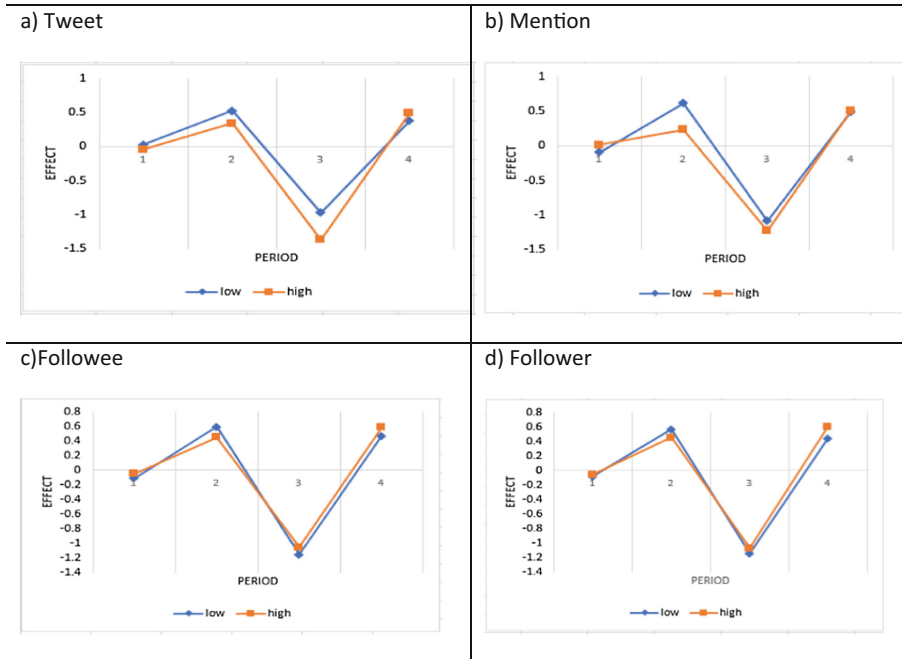 a) Tweet
1
0.5
0
-0.5
-1
-1.5
EFFECT
1 2 3 4
PERIOD
low high
b) Mention
1
0.5
0
-0.5
-1
-1.5
EFFECT
1 2 3 4
PERIOD
low high
c)Followee
0.8
0.6
0.4
0.2
0
-0.2
-0.4
-0.6
-0.8
-1
-1.2
-1.4
EFFECT
1 2 3 4
PERIOD
low high
d) Follower
0.8
0.6
0.4
0.2
0
-0.2
-0.4
-0.6
-0.8
-1
-1.2
-1.4
EFFECT
1 2 3 4
PERIOD
low high